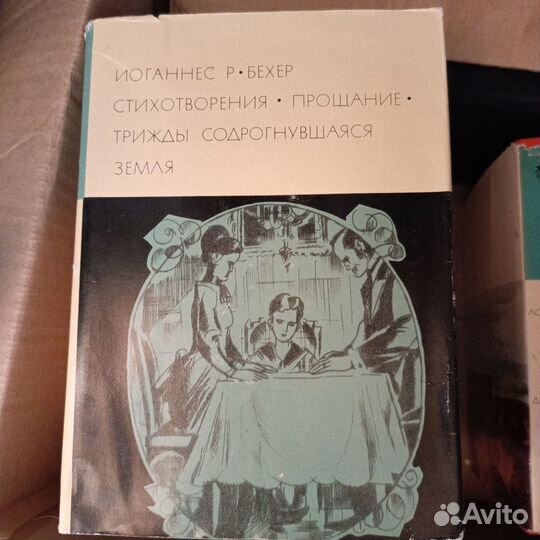 ИОГАННЕС Р • БЕХЕР
СТИХОТВОРЕНИЯ • ПРОЩАНИЕ •
ТРИЖДЫ СОДРОГНУВШАЯСЯ
ЗЕМЛЯ
Avito